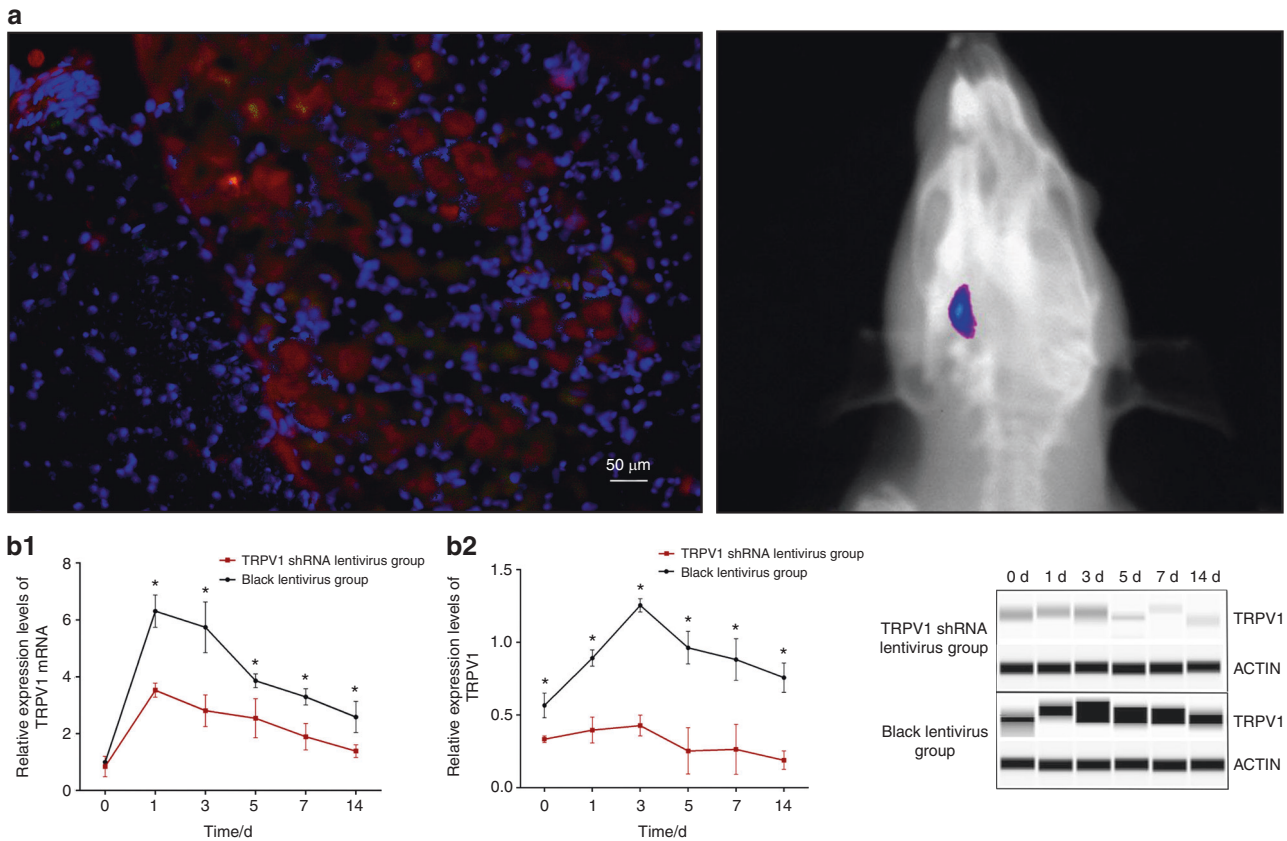 a
50 μm
b1
TRPV1 shRNA lentivirus group
Black lentivirus group
Relative expression levels of
TRPV1 mRNA
8
6
4
2
0
* * * * *
0 1 3 5 7 14
Time/d
b2
TRPV1 shRNA lentivirus group
Black lentivirus group
Relative expression levels of
TRPV1
1.5
1.0
0.5
0.0
* * * * * *
0 1 3 5 7 14
Time/d
0 d 1 d 3 d 5 d 7 d 14 d
TRPV1 shRNA
lentivirus group
TRPV1
ACTIN
Black lentivirus
group
TRPV1
ACTIN